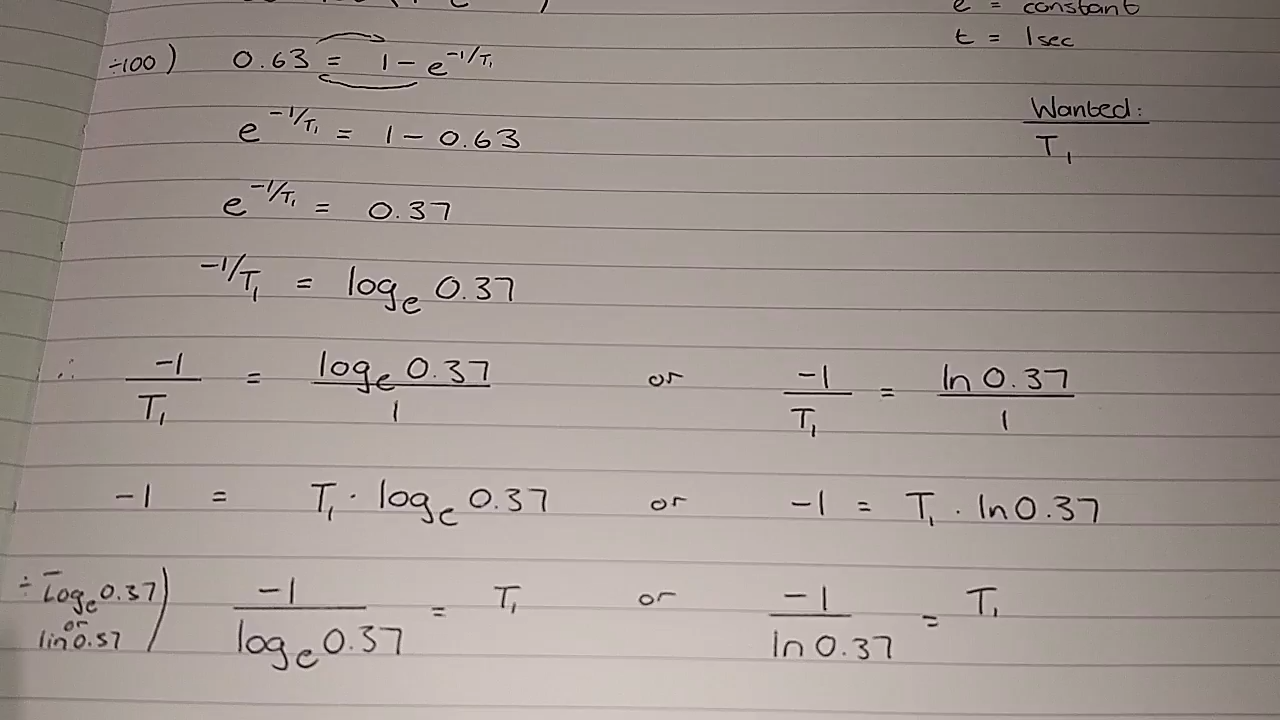 e = constant
t = 1sec
÷100) 0.63 = 1 - e^-1/T₁
Wanted:
T₁
e^-1/T₁ = 1 - 0.63
e^-1/T₁ = 0.37
-1/T₁ = logₑ 0.37
∴ -1/T₁ = logₑ 0.37/1 or -1/T₁ = ln 0.37/1
-1 = T₁ · logₑ 0.37 or -1 = T₁ · ln 0.37
÷ logₑ 0.37 or lin 0.37) -1/logₑ 0.37 = T₁ or -1/ln 0.37 = T₁